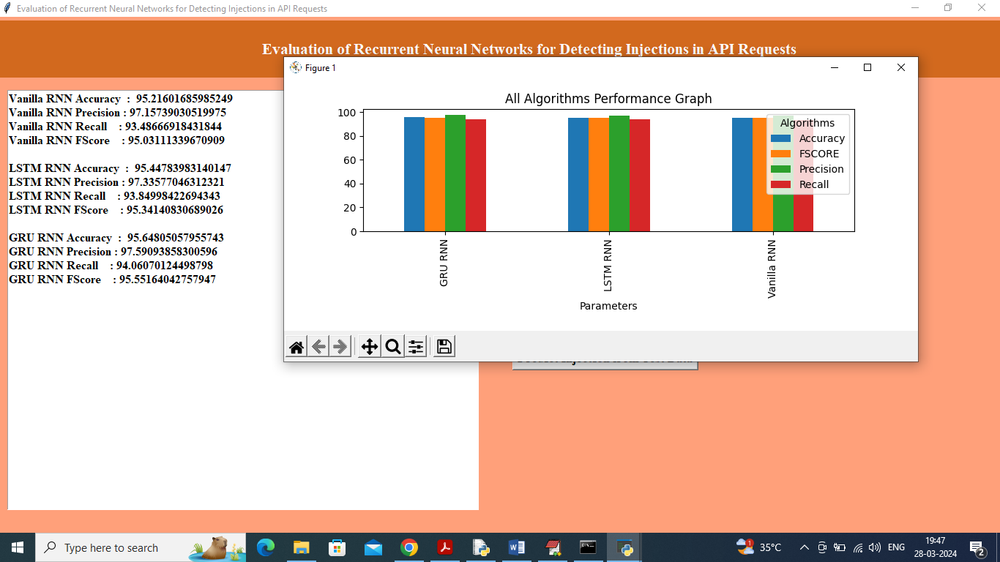 Evaluation of Recurrent Neural Networks for Detecting Injections in API Requests
Evaluation of Recurrent Neural Networks for Detecting Injections in API Requests
Vanilla RNN Accuracy : 95.21601685985249
Vanilla RNN Precision : 97.15739030519975
Vanilla RNN Recall : 93.48666918431844
Vanilla RNN FScore : 95.03111339670909
LSTM RNN Accuracy : 95.44783983140147
LSTM RNN Precision : 97.33577046312321
LSTM RNN Recall : 93.84998422694343
LSTM RNN FScore : 95.34140830689026
GRU RNN Accuracy : 95.64805057955743
GRU RNN Precision : 97.59093858300596
GRU RNN Recall : 94.06070124498798
GRU RNN FScore : 95.55164042757947
Figure 1
All Algorithms Performance Graph
100
80
60
40
20
0
Algorithms
Accuracy
FSCORE
Precision
Recall
GRU RNN
LSTM RNN
Vanilla RNN
Parameters
Type here to search
1
35°C
ENG
19:47
28-03-2024
2